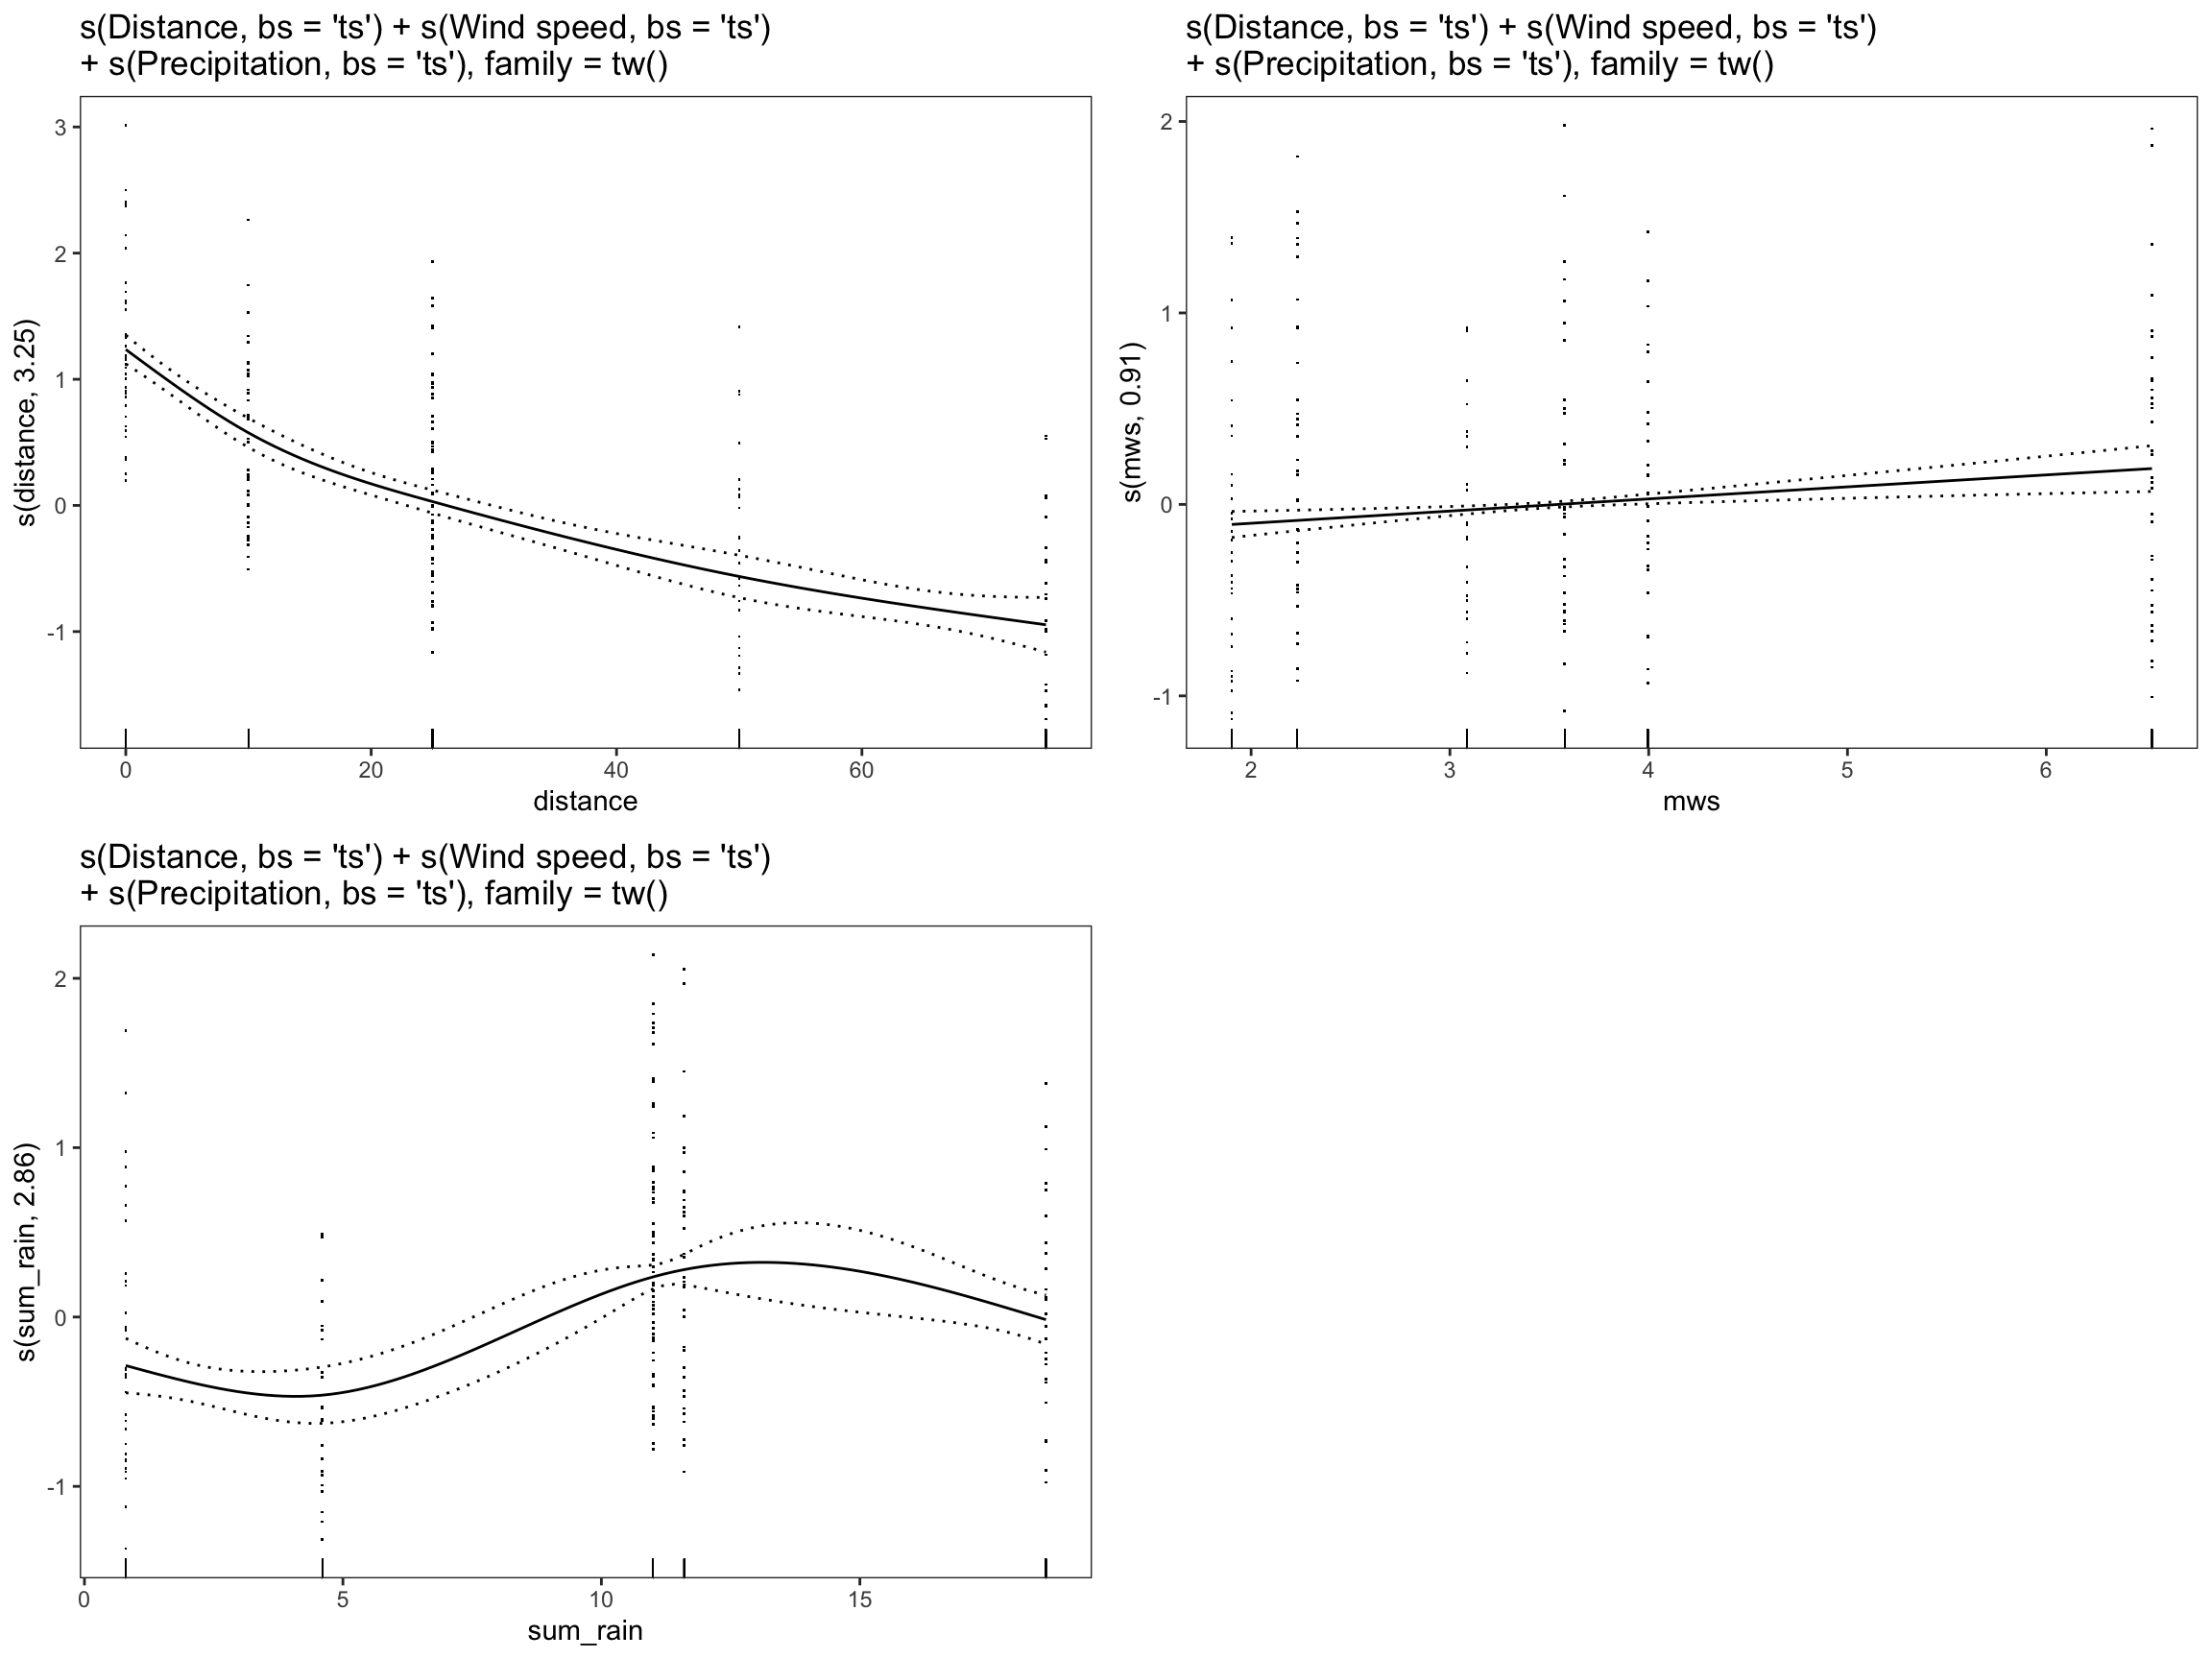 s(Distance, bs = 'ts') + s(Wind speed, bs = 'ts')
+ s(Precipitation, bs = 'ts'), family = tw()
3
2
1
0
-1
s(distance, 3.25)
0
20
40
60
distance
s(Distance, bs = 'ts') + s(Wind speed, bs = 'ts')
+ s(Precipitation, bs = 'ts'), family = tw()
2
1
0
-1
s(mws, 0.91)
2
3
4
5
6
mws
s(Distance, bs = 'ts') + s(Wind speed, bs = 'ts')
+ s(Precipitation, bs = 'ts'), family = tw()
2
1
0
-1
s(sum_rain, 2.86)
0
5
10
15
sum_rain